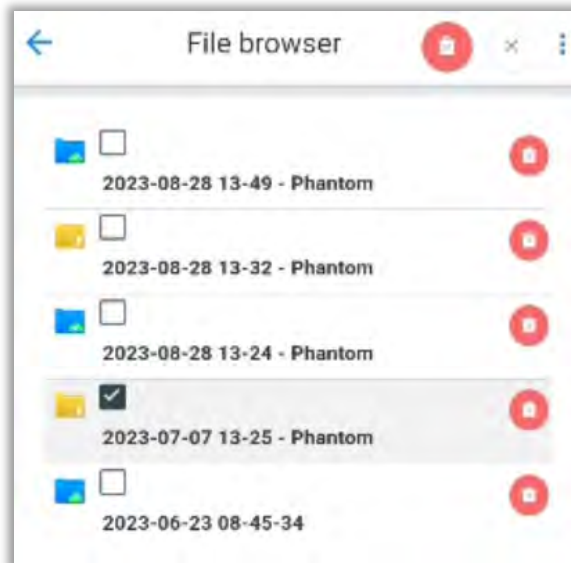 File browser
2023-08-28 13-49 - Phantom
2023-08-28 13-32 - Phantom
2023-08-28 13-24 - Phantom
2023-07-07 13-25 - Phantom
2023-06-23 08-45-34